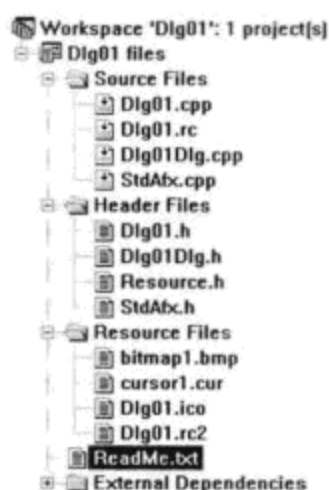 Workspace 'Dlg01': 1 project(s)
Dlg01 files
Source Files
Dlg01.cpp
Dlg01.rc
Dlg01Dlg.cpp
StdAfx.cpp
Header Files
Dlg01.h
Dlg01Dlg.h
Resource.h
StdAfx.h
Resource Files
bitmap1.bmp
cursor1.cur
Dlg01.ico
Dlg01.rc2
ReadMe.txt
External Dependencies